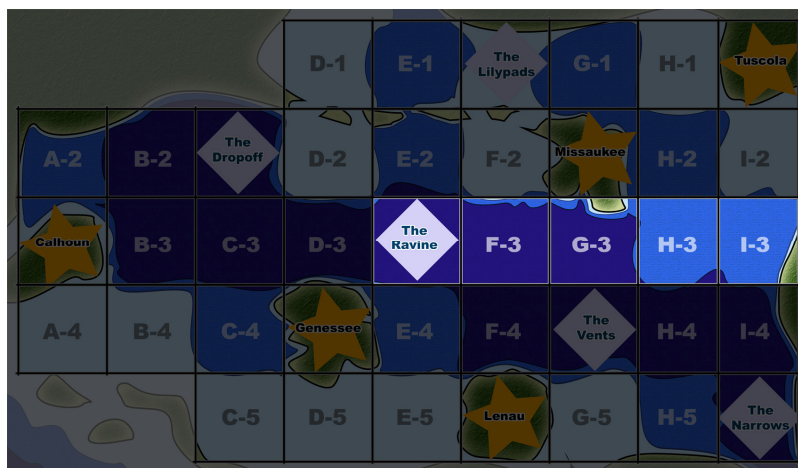 D-1 E-1 The Lilypads G-1 H-1 Tuscola
A-2 B-2 The Dropoff D-2 E-2 F-2 Missaukee H-2 I-2
Calhoun B-3 C-3 D-3 The Ravine F-3 G-3 H-3 I-3
A-4 B-4 C-4 Genessee E-4 F-4 The Vents H-4 I-4
C-5 D-5 E-5 Lenau G-5 H-5 The Narrows